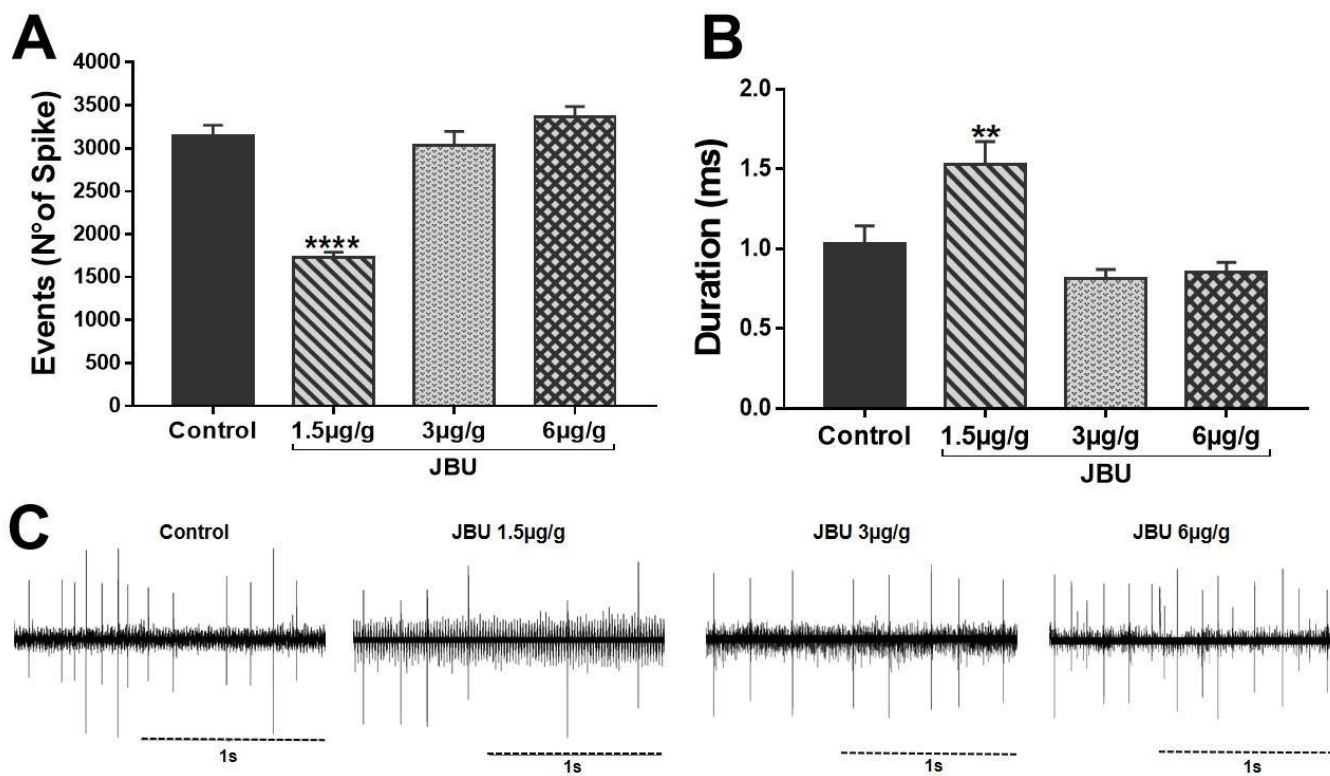 A
Events (N°of Spike)
4000
3500
3000
2500
2000
1500
1000
500
0
****
Control
1.5µg/g
3µg/g
6µg/g
JBU
B
Duration (ms)
2.0
1.5
1.0
0.5
0.0
**
Control
1.5µg/g
3µg/g
6µg/g
JBU
C
Control
JBU 1.5µg/g
JBU 3µg/g
JBU 6µg/g
1s
1s
1s
1s